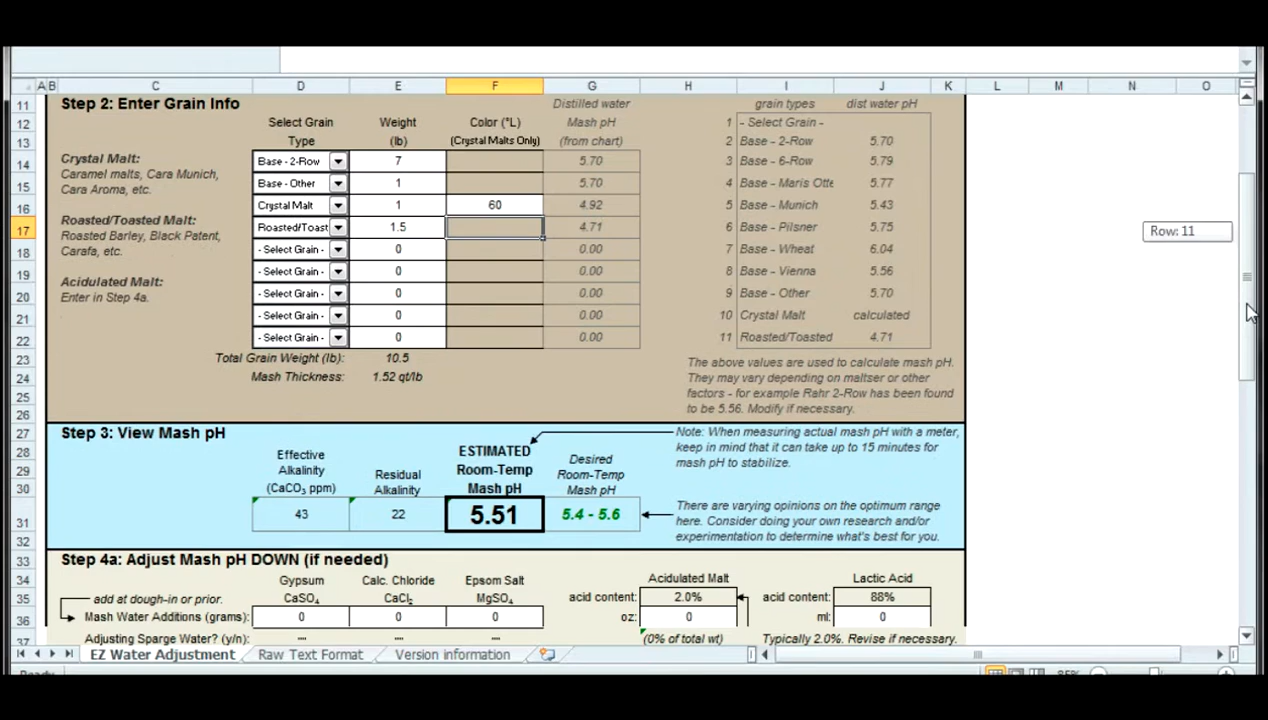 A B C D E F G H I J K L M N O
11 Step 2: Enter Grain Info Distilled water grain types dist water pH
12 Select Grain Weight Color (°L) Mash pH 1 - Select Grain -
13 Type (lb) (Crystal Malts Only) (from chart) 2 Base - 2-Row 5.70
14 Crystal Malt: Base - 2-Row 7 5.70 3 Base - 6-Row 5.79
Caramel malts, Cara Munich,
15 Cara Aroma, etc. Base - Other 1 5.70 4 Base - Maris Otte 5.77
16 Crystal Malt 1 60 4.92 5 Base - Munich 5.43
17 Roasted/Toasted Malt: Roasted/Toast 1.5 4.71 6 Base - Pilsner 5.75
Roasted Barley, Black Patent,
18 Carafa, etc. - Select Grain - 0 0.00 7 Base - Wheat 6.04
19 Acidulated Malt: - Select Grain - 0 0.00 8 Base - Vienna 5.56
20 Enter in Step 4a. - Select Grain - 0 0.00 9 Base - Other 5.70
21 - Select Grain - 0 0.00 10 Crystal Malt calculated
22 - Select Grain - 0 0.00 11 Roasted/Toasted 4.71
23 Total Grain Weight (lb): 10.5
24 Mash Thickness: 1.52 qt/lb
25
26
The above values are used to calculate mash pH.
They may vary depending on maltser or other
factors - for example Rahr 2-Row has been found
to be 5.56. Modify if necessary.
Row: 11
27 Step 3: View Mash pH
28 Effective ESTIMATED Desired
29 Alkalinity Residual Room-Temp Room-Temp
30 (CaCO₃ ppm) Alkalinity Mash pH Mash pH
31 43 22 5.51 5.4 - 5.6
32
Note: When measuring actual mash pH with a meter,
keep in mind that it can take up to 15 minutes for
mash pH to stabilize.
There are varying opinions on the optimum range
here. Consider doing your own research and/or
experimentation to determine what's best for you.
33 Step 4a: Adjust Mash pH DOWN (if needed)
34 Gypsum Calc. Chloride Epsom Salt Acidulated Malt Lactic Acid
35 add at dough-in or prior. CaSO₄ CaCl₂ MgSO₄ acid content: 2.0% acid content: 88%
36 Mash Water Additions (grams): 0 0 0 oz: 0 ml: 0
37 Adjusting Sparge Water? (y/n): --- --- --- (0% of total wt) Typically 2.0%. Revise if necessary.
EZ Water Adjustment Raw Text Format Version information